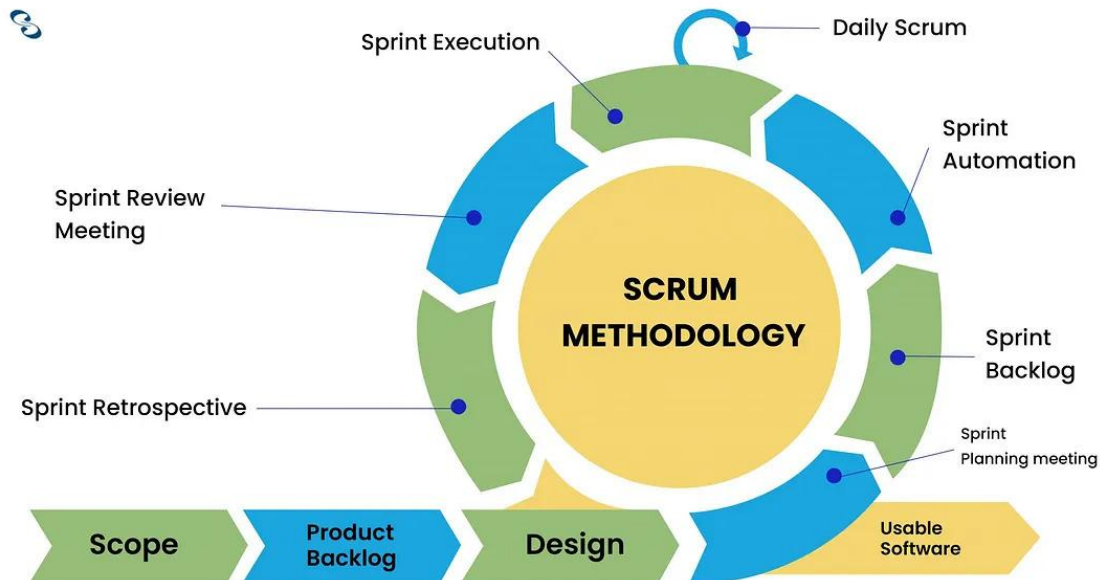 Daily Scrum
Sprint Execution
Sprint
Automation
Sprint Review
Meeting
SCRUM
METHODOLOGY
Sprint
Backlog
Sprint Retrospective
Sprint
Planning meeting
Scope
Product
Backlog
Design
Usable
Software